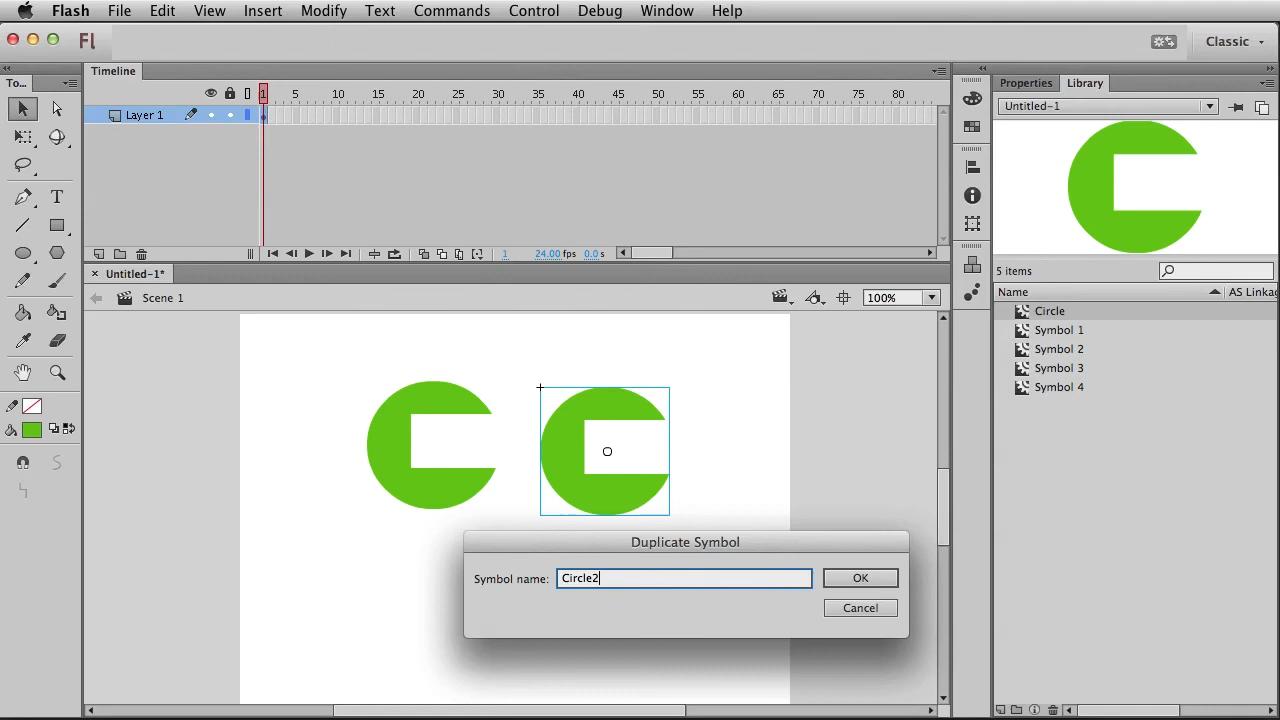 Flash File Edit View Insert Modify Text Commands Control Debug Window Help
Fl Classic
To... Timeline Properties Library
1 5 10 15 20 25 30 35 40 45 50 55 60 65 70 75 80
Untitled-1
Layer 1
1 24.00 fps 0.0 s
Untitled-1*
5 items
Scene 1 100%
Name AS Linkag
Circle
Symbol 1
Symbol 2
Symbol 3
Symbol 4
Duplicate Symbol
Symbol name: Circle2 OK
Cancel